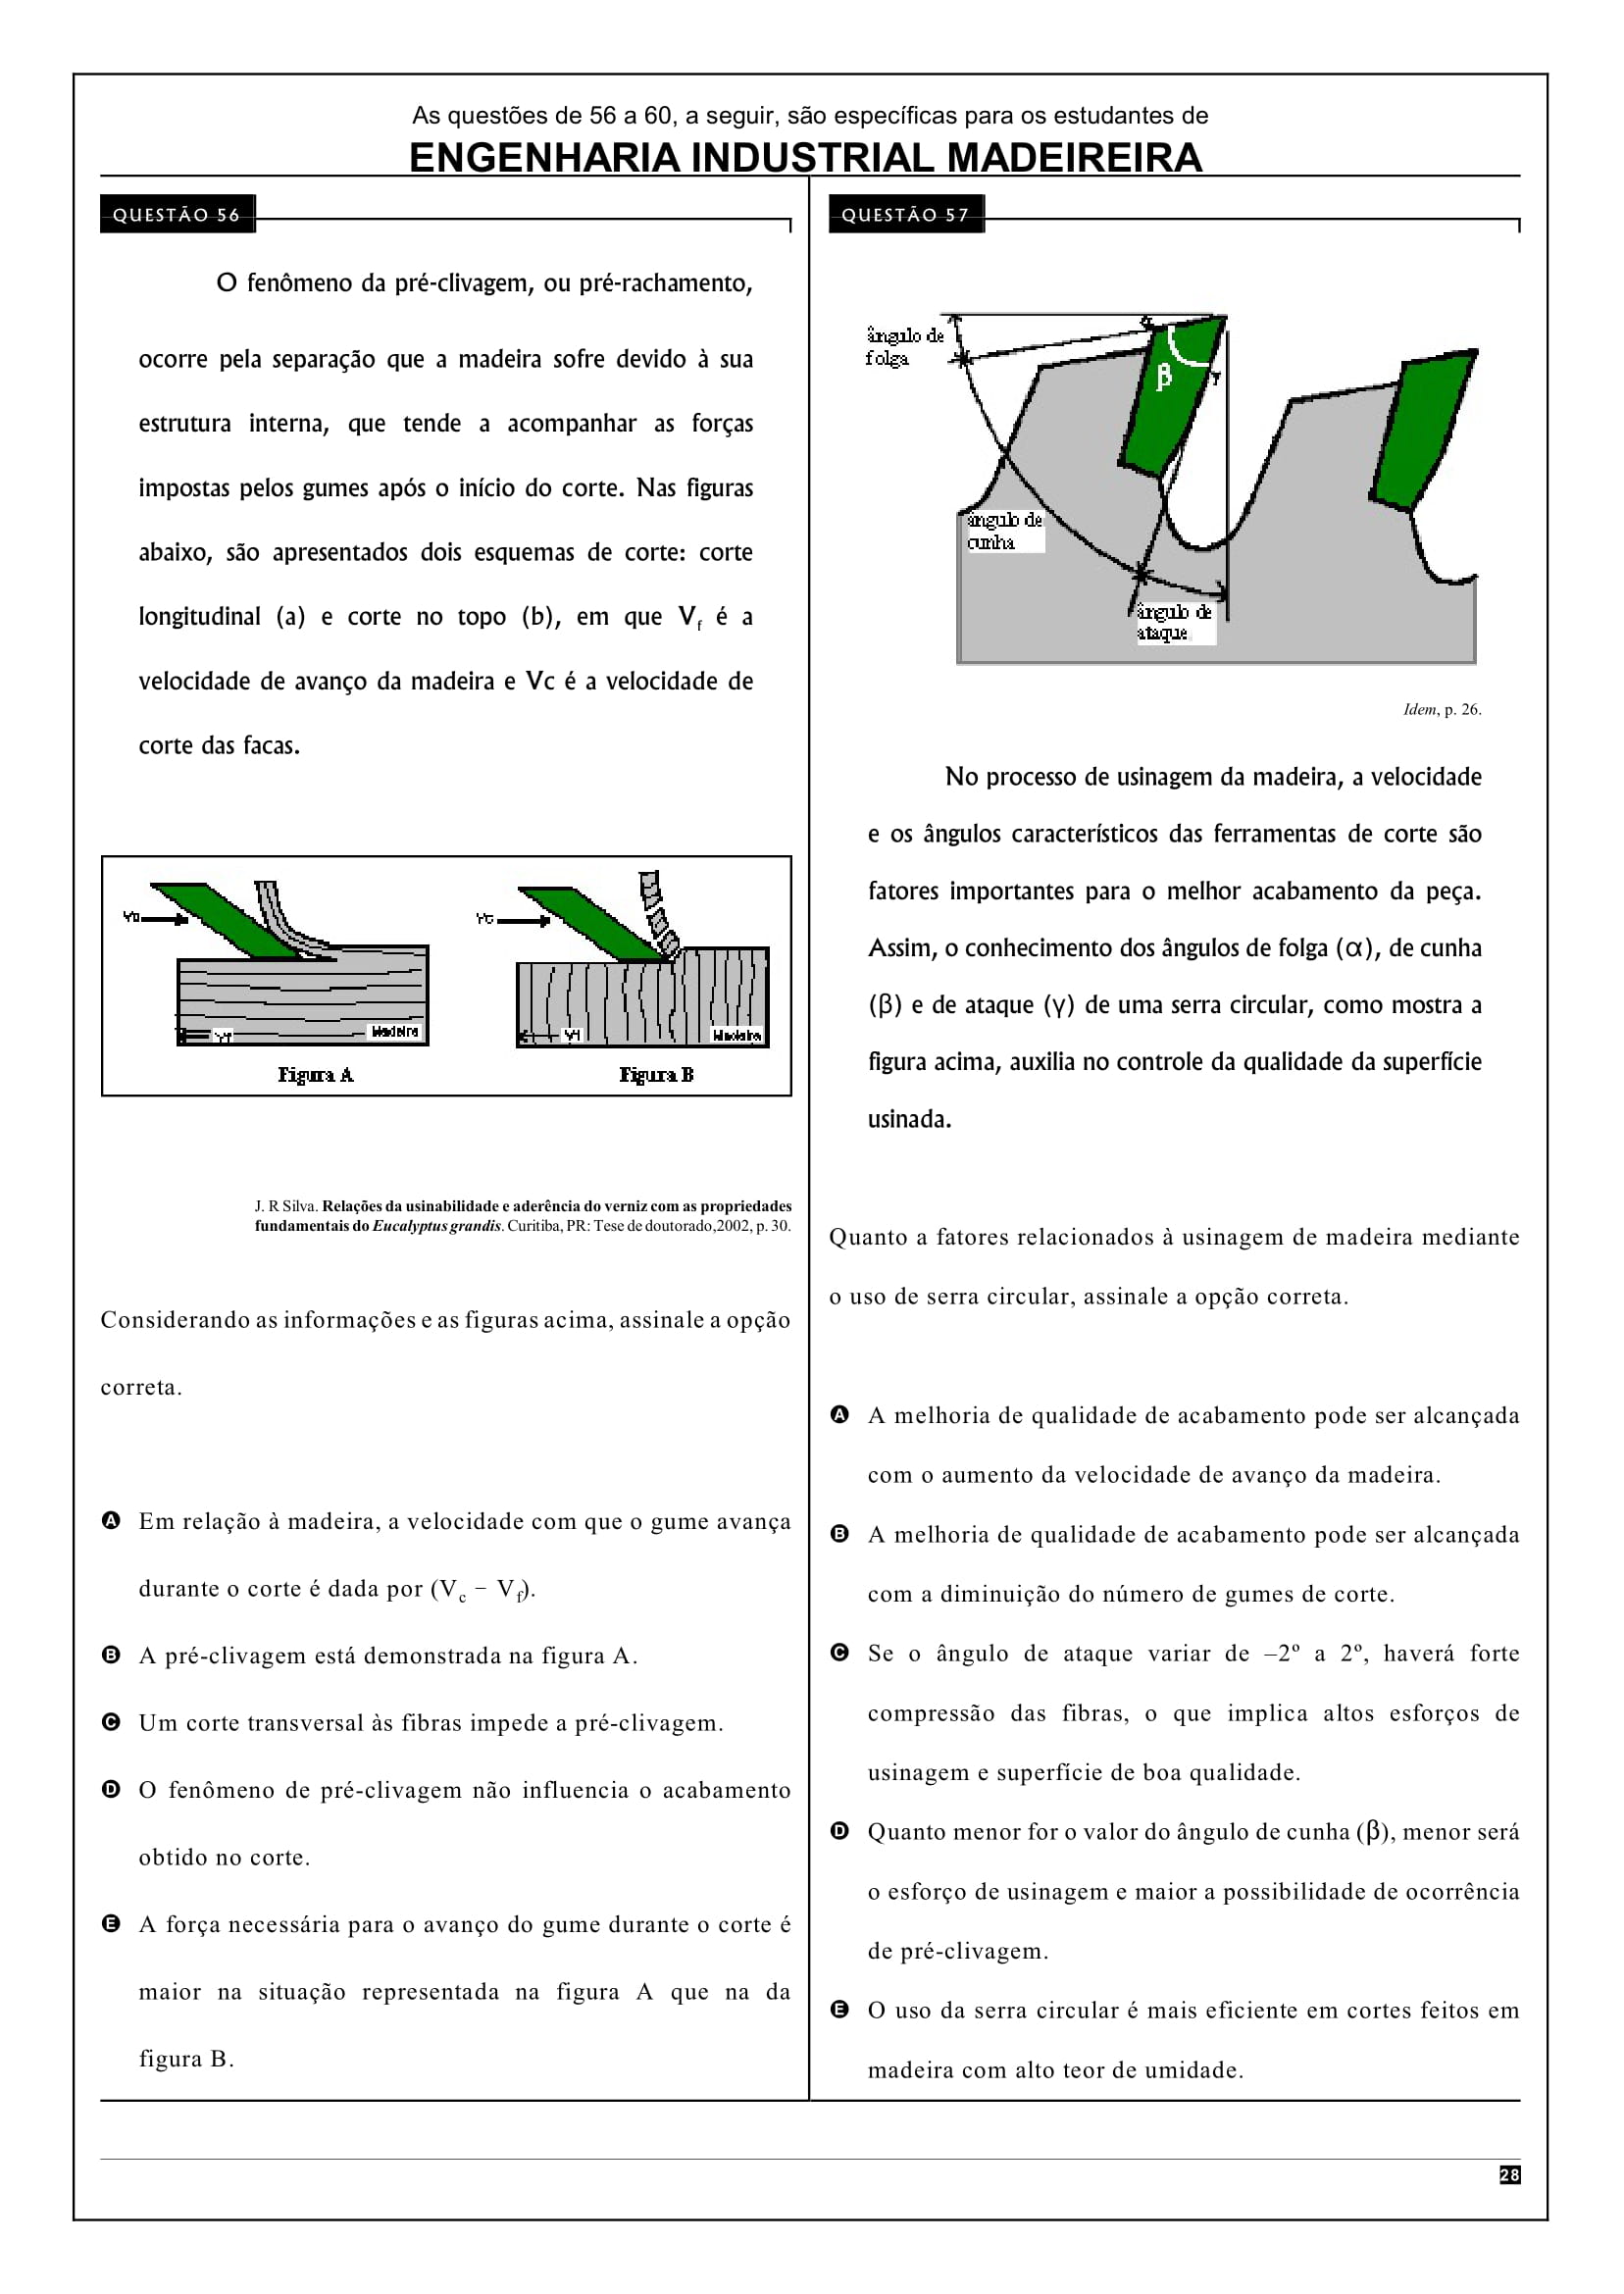 As questões de 56 a 60, a seguir, são específicas para os estudantes de
ENGENHARIA INDUSTRIAL MADEIREIRA
QUESTÃO 56
O fenômeno da pré-clivagem, ou pré-rachamento,
ocorre pela separação que a madeira sofre devido à sua
estrutura interna, que tende a acompanhar as forças
impostas pelos gumes após o início do corte. Nas figuras
abaixo, são apresentados dois esquemas de corte: corte
longitudinal (a) e corte no topo (b), em que Vf é a
velocidade de avanço da madeira e Vc é a velocidade de
corte das facas.
Madeira
Figura A
Vc
Vf
Madeira
Figura B
J. R Silva. Relações da usinabilidade e aderência do verniz com as propriedades
fundamentais do Eucalyptus grandis. Curitiba, PR: Tese de doutorado,2002, p. 30.
Considerando as informações e as figuras acima, assinale a opção
correta.
A Em relação à madeira, a velocidade com que o gume avança
durante o corte é dada por (Vc − Vf).
B A pré-clivagem está demonstrada na figura A.
C Um corte transversal às fibras impede a pré-clivagem.
D O fenômeno de pré-clivagem não influencia o acabamento
obtido no corte.
E A força necessária para o avanço do gume durante o corte é
maior na situação representada na figura A que na da
figura B.
QUESTÃO 57
ângulo de
folga
α
β
γ
ângulo de
cunha
ângulo de
ataque
Idem, p. 26.
No processo de usinagem da madeira, a velocidade
e os ângulos característicos das ferramentas de corte são
fatores importantes para o melhor acabamento da peça.
Assim, o conhecimento dos ângulos de folga (α), de cunha
(β) e de ataque (γ) de uma serra circular, como mostra a
figura acima, auxilia no controle da qualidade da superfície
usinada.
Quanto a fatores relacionados à usinagem de madeira mediante
o uso de serra circular, assinale a opção correta.
A A melhoria de qualidade de acabamento pode ser alcançada
com o aumento da velocidade de avanço da madeira.
B A melhoria de qualidade de acabamento pode ser alcançada
com a diminuição do número de gumes de corte.
C Se o ângulo de ataque variar de –2º a 2º, haverá forte
compressão das fibras, o que implica altos esforços de
usinagem e superfície de boa qualidade.
D Quanto menor for o valor do ângulo de cunha (β), menor será
o esforço de usinagem e maior a possibilidade de ocorrência
de pré-clivagem.
E O uso da serra circular é mais eficiente em cortes feitos em
madeira com alto teor de umidade.
28